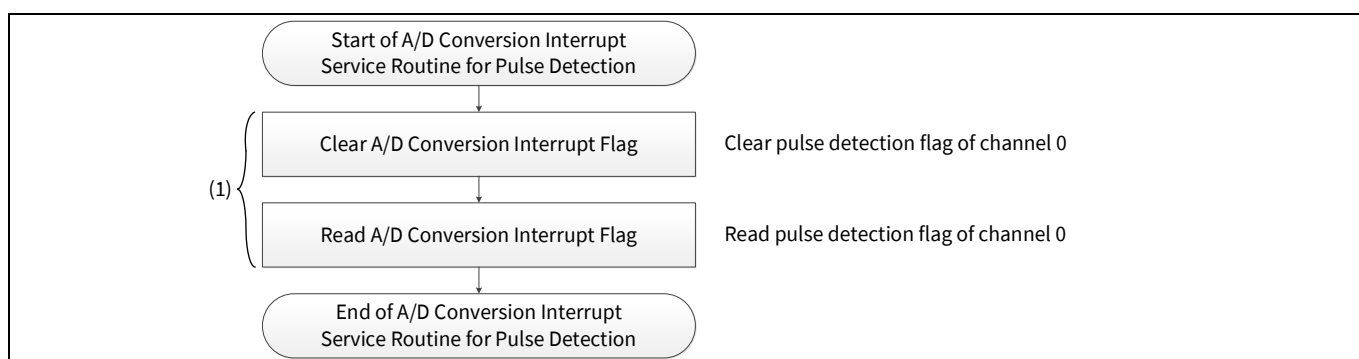 Start of A/D Conversion Interrupt
Service Routine for Pulse Detection
Clear A/D Conversion Interrupt Flag
Clear pulse detection flag of channel 0
(1)
Read A/D Conversion Interrupt Flag
Read pulse detection flag of channel 0
End of A/D Conversion Interrupt
Service Routine for Pulse Detection